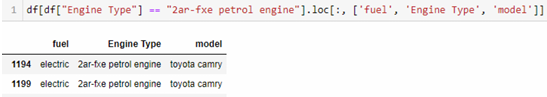 1 df[df["Engine Type"] == "2ar-fxe petrol engine"].loc[:, ['fuel', 'Engine Type', 'model']]
fuel Engine Type model
1194 electric 2ar-fxe petrol engine toyota camry
1199 electric 2ar-fxe petrol engine toyota camry